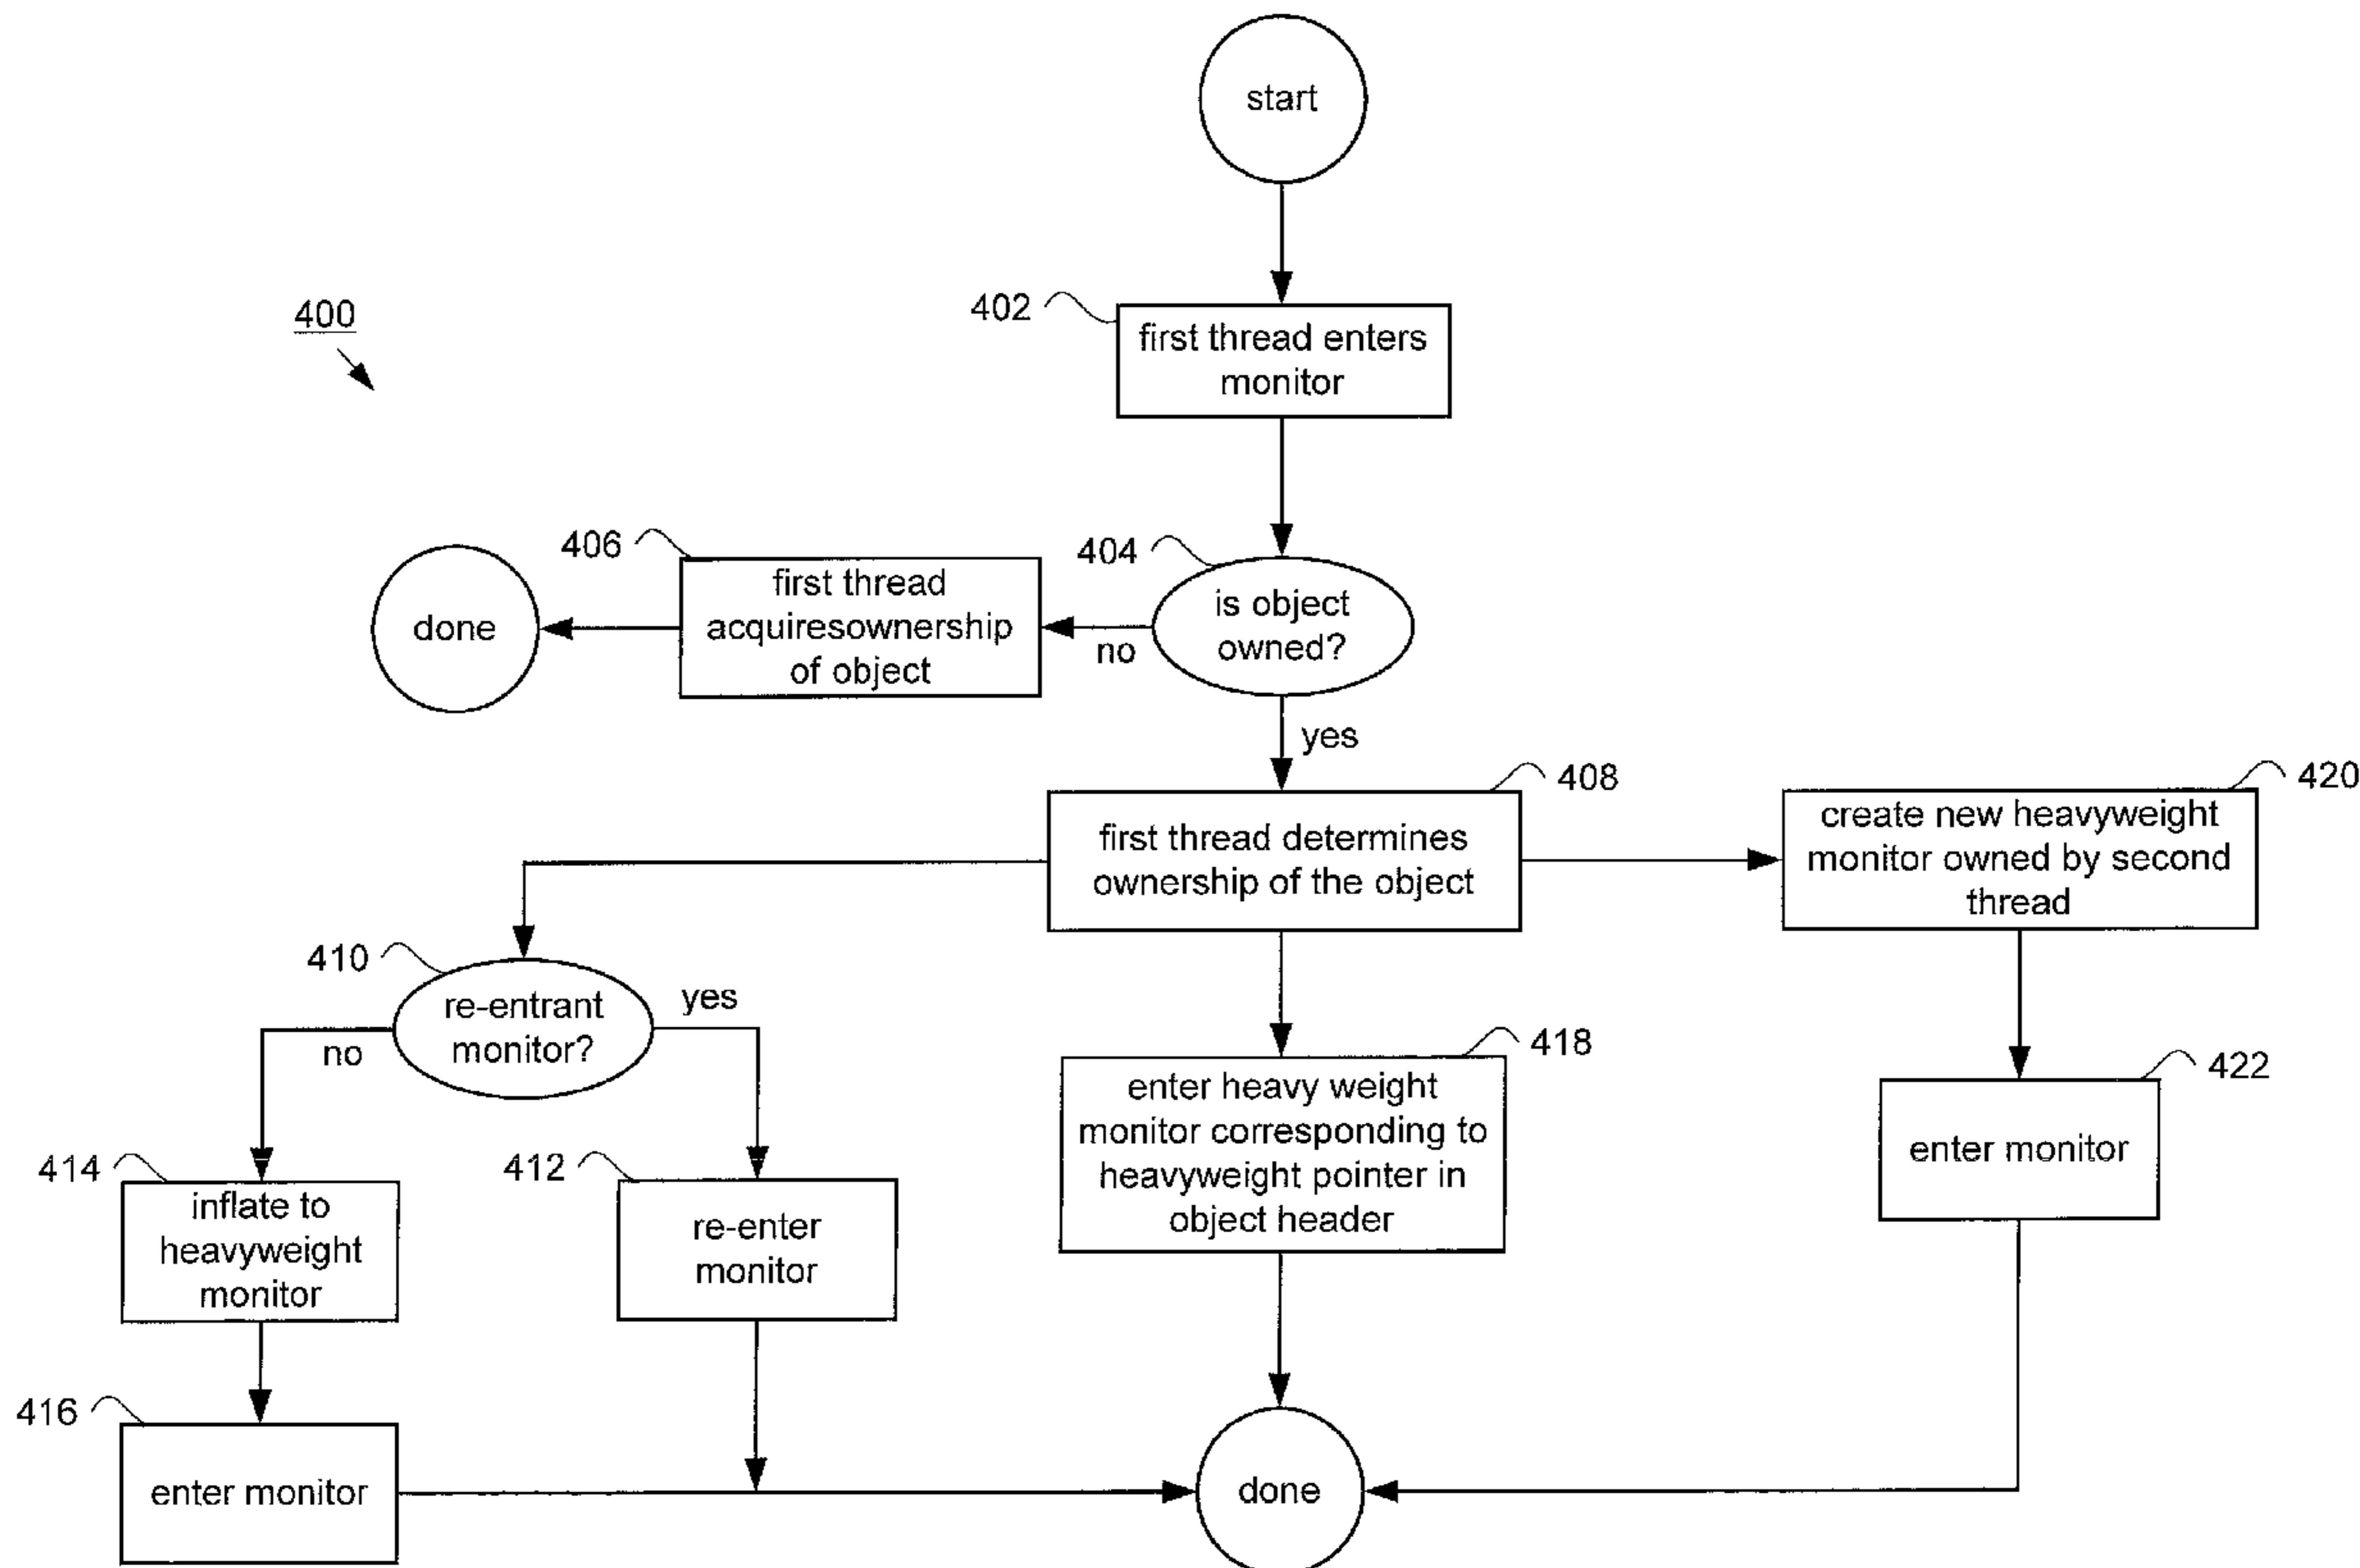 start
400
402
first thread enters
monitor
406
404
done
first thread
acquiresownership
of object
no
is object
owned?
yes
408
420
first thread determines
ownership of the object
create new heavyweight
monitor owned by second
thread
410
re-entrant
monitor?
yes
no
418
422
414
412
inflate to
heavyweight
monitor
re-enter
monitor
enter heavy weight
monitor corresponding to
heavyweight pointer in
object header
enter monitor
416
enter monitor
done